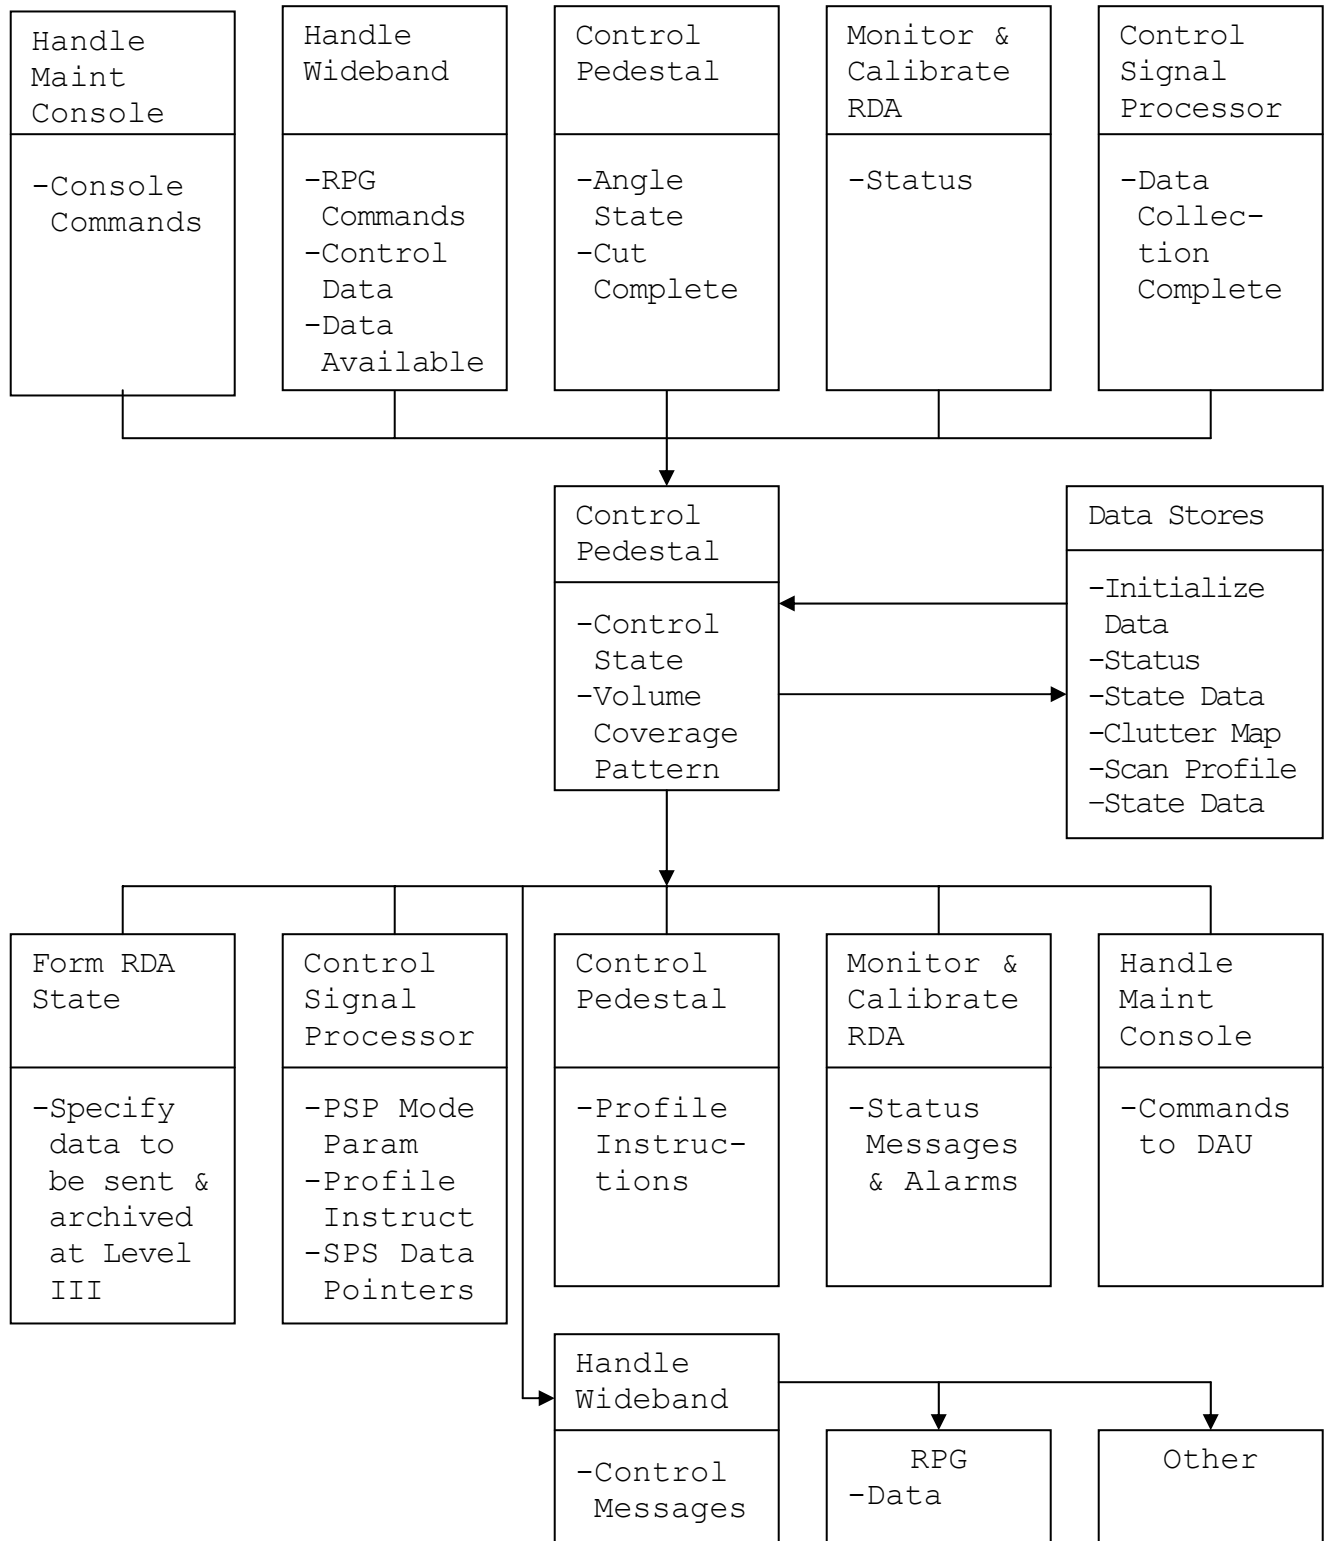 Handle
Maint
Console
-Console
Commands
Handle
Wideband
-RPG
Commands
-Control
Data
-Data
Available
Control
Pedestal
-Angle
State
-Cut
Complete
Monitor &
Calibrate
RDA
-Status
Control
Signal
Processor
-Data
Collec-
tion
Complete
Control
Pedestal
-Control
State
-Volume
Coverage
Pattern
Data Stores
-Initialize
Data
-Status
-State Data
-Clutter Map
-Scan Profile
-State Data
Form RDA
State
-Specify
data to
be sent &
archived
at Level
III
Control
Signal
Processor
-PSP Mode
Param
-Profile
Instruct
-SPS Data
Pointers
Control
Pedestal
-Profile
Instruc-
tions
Monitor &
Calibrate
RDA
-Status
Messages
& Alarms
Handle
Maint
Console
-Commands
to DAU
Handle
Wideband
-Control
Messages
RPG
-Data
Other